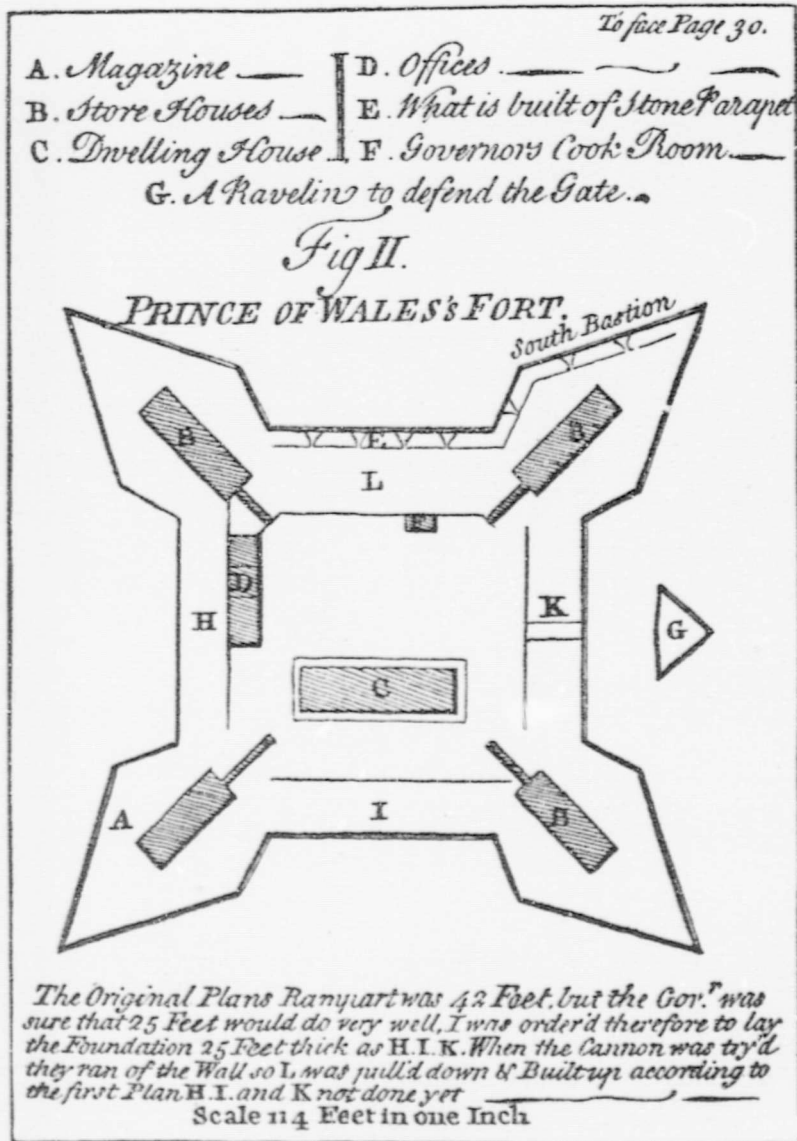 To face Page 30.
A. Magazine
D. Offices
B. Store Houses
E. What is built of Stone Parapet
C. Dwelling House
F. Governors Cook Room
G. A Ravelin to defend the Gate.
Fig II.
PRINCE OF WALES's FORT.
South Bastion
B
E
B
L
F
D
H
K
G
C
A
I
B
The Original Plans Rampart was 42 Feet, but the Gov.r was
sure that 25 Feet would do very well, I was order'd therefore to lay
the Foundation 25 Feet thick as H.I.K. When the Cannon was try'd
they ran of the Wall so L was pull'd down & Built up according to
the first Plan H.I. and K not done yet
Scale 114 Feet in one Inch